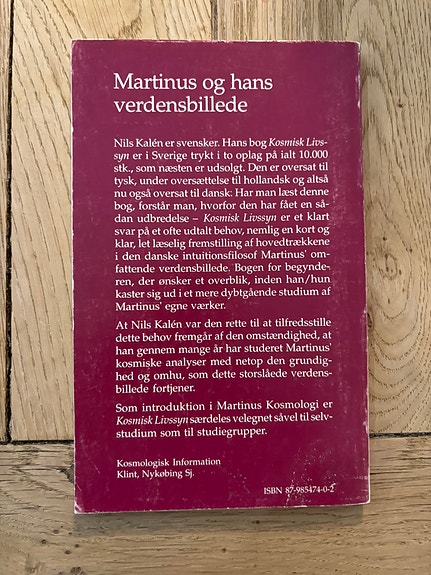 Martinus og hans
verdensbillede
Nils Kalén er svensker. Hans bog Kosmisk Livs-
syn er i Sverige trykt i to oplag på ialt 10.000
stk., som næsten er udsolgt. Den er oversat til
tysk, under oversættelse til hollandsk og altså
nu også oversat til dansk: Har man læst denne
bog, forstår man, hvorfor den har fået en så-
dan udbredelse – Kosmisk Livssyn er et klart
svar på et ofte udtalt behov, nemlig en kort og
klar, let læselig fremstilling af hovedtrækkene
i den danske intuitionsfilosof Martinus' om-
fattende verdensbillede. Bogen for begynde-
ren, der ønsker et overblik, inden han/hun
kaster sig ud i et mere dybtgående studium af
Martinus' egne værker.
At Nils Kalén var den rette til at tilfredsstille
dette behov fremgår af den omstændighed, at
han gennem mange år har studeret Martinus'
kosmiske analyser med netop den grundig-
hed og omhu, som dette storslåede verdens-
billede fortjener.
Som introduktion i Martinus Kosmologi er
Kosmisk Livssyn særdeles velegnet såvel til selv-
studium som til studiegrupper.
Kosmologisk Information
Klint, Nykøbing Sj.
ISBN 87-985474-0-2